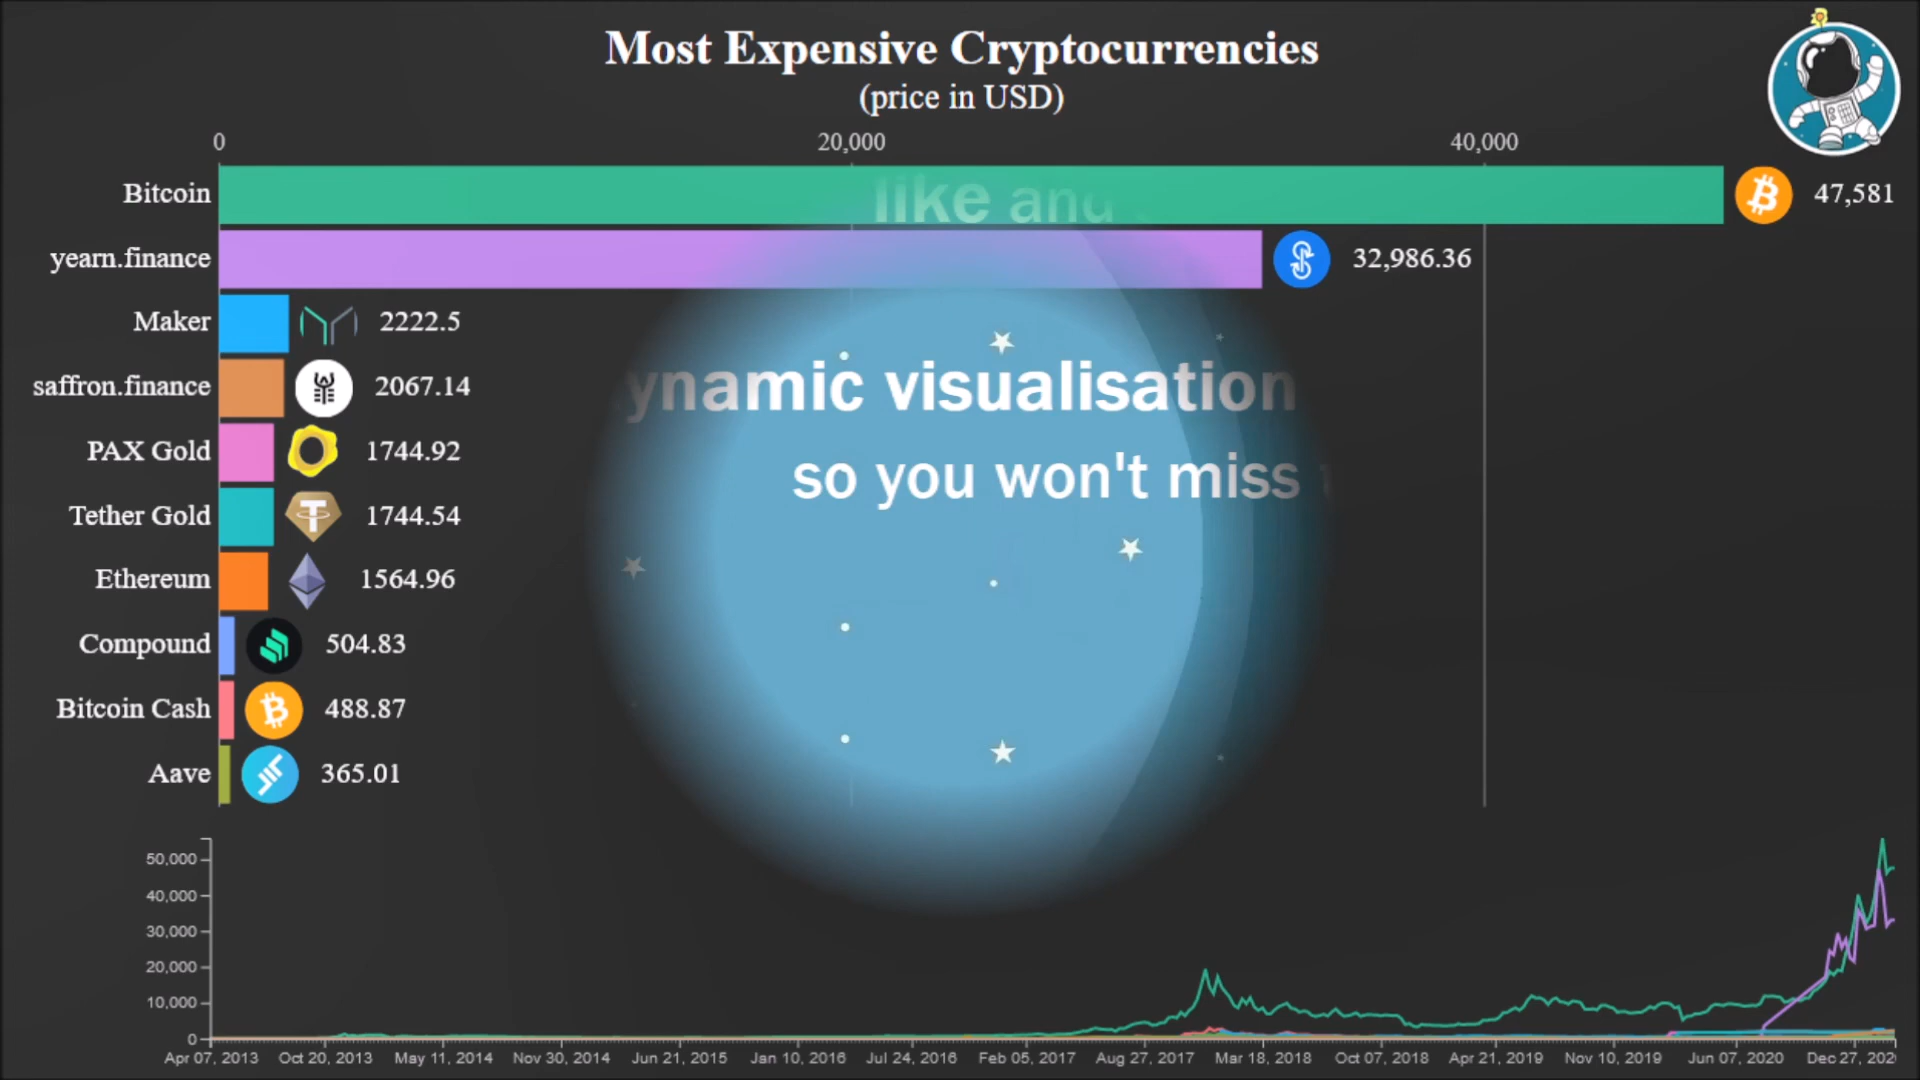 Most Expensive Cryptocurrencies
(price in USD)
0 20,000 40,000
Bitcoin 47,581
like and
yearn.finance 32,986.36
Maker 2222.5
saffron.finance 2067.14
ynamic visualisation
PAX Gold 1744.92
so you won't miss
Tether Gold 1744.54
Ethereum 1564.96
Compound 504.83
Bitcoin Cash 488.87
Aave 365.01
50,000
40,000
30,000
20,000
10,000
0
Apr 07, 2013 Oct 20, 2013 May 11, 2014 Nov 30, 2014 Jun 21, 2015 Jan 10, 2016 Jul 24, 2016 Feb 05, 2017 Aug 27, 2017 Mar 18, 2018 Oct 07, 2018 Apr 21, 2019 Nov 10, 2019 Jun 07, 2020 Dec 27, 202